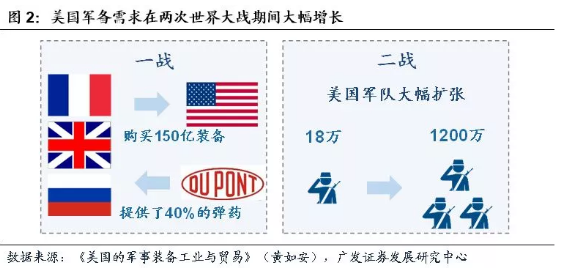 图 2：美国军备需求在两次世界大战期间大幅增长
一战
购买150亿装备
DU PONT
提供了40%的弹药
二战
美国军队大幅扩张
18万
1200万
数据来源：《美国的军事装备工业与贸易》（黄如安），广发证券发展研究中心